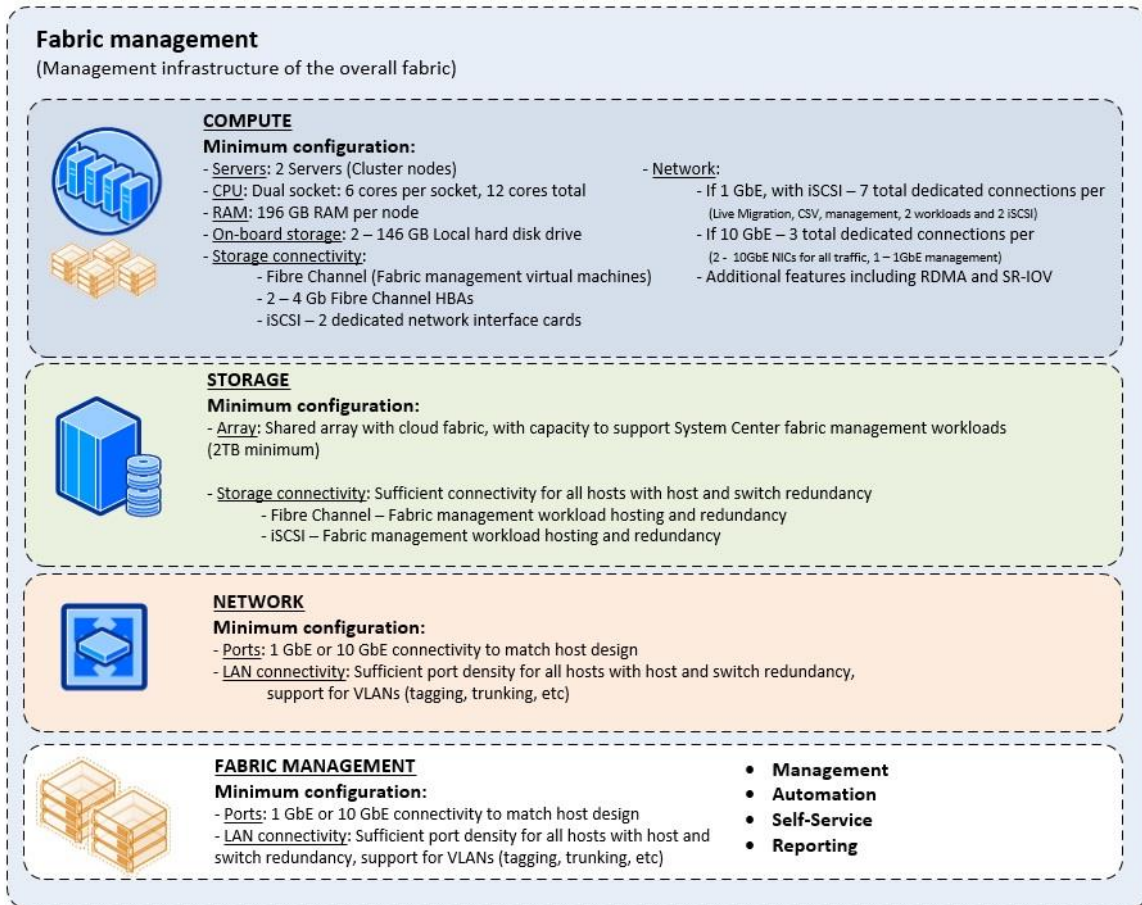 Fabric management
(Management infrastructure of the overall fabric)
COMPUTE
Minimum configuration:
- Servers: 2 Servers (Cluster nodes)
- CPU: Dual socket: 6 cores per socket, 12 cores total
- RAM: 196 GB RAM per node
- On-board storage: 2 – 146 GB Local hard disk drive
- Storage connectivity:
- Fibre Channel (Fabric management virtual machines)
- 2 – 4 Gb Fibre Channel HBAs
- iSCSI – 2 dedicated network interface cards
- Network:
- If 1 GbE, with iSCSI – 7 total dedicated connections per
(Live Migration, CSV, management, 2 workloads and 2 iSCSI)
- If 10 GbE – 3 total dedicated connections per
(2 - 10GbE NICs for all traffic, 1 – 1GbE management)
- Additional features including RDMA and SR-IOV
STORAGE
Minimum configuration:
- Array: Shared array with cloud fabric, with capacity to support System Center fabric management workloads
(2TB minimum)
- Storage connectivity: Sufficient connectivity for all hosts with host and switch redundancy
- Fibre Channel – Fabric management workload hosting and redundancy
- iSCSI – Fabric management workload hosting and redundancy
NETWORK
Minimum configuration:
- Ports: 1 GbE or 10 GbE connectivity to match host design
- LAN connectivity: Sufficient port density for all hosts with host and switch redundancy,
support for VLANs (tagging, trunking, etc)
FABRIC MANAGEMENT
Minimum configuration:
- Ports: 1 GbE or 10 GbE connectivity to match host design
- LAN connectivity: Sufficient port density for all hosts with host and
switch redundancy, support for VLANs (tagging, trunking, etc)
• Management
• Automation
• Self-Service
• Reporting